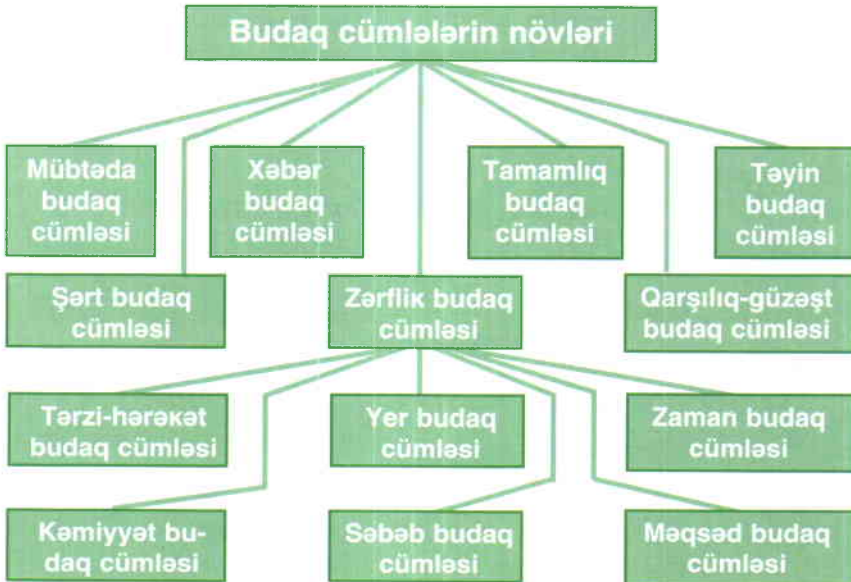 Budaq cümlələrin növləri
Mübtəda
budaq
cümləsi
Xəbər
budaq
cümləsi
Tamamlıq
budaq
cümləsi
Təyin
budaq
cümləsi
Şərt budaq
cümləsi
Zərflik budaq
cümləsi
Qarşılıq-güzəşt
budaq cümləsi
Tərzi-hərəkət
budaq cümləsi
Yer budaq
cümləsi
Zaman budaq
cümləsi
Kəmiyyət bu-
daq cümləsi
Səbəb budaq
cümləsi
Məqsəd budaq
cümləsi